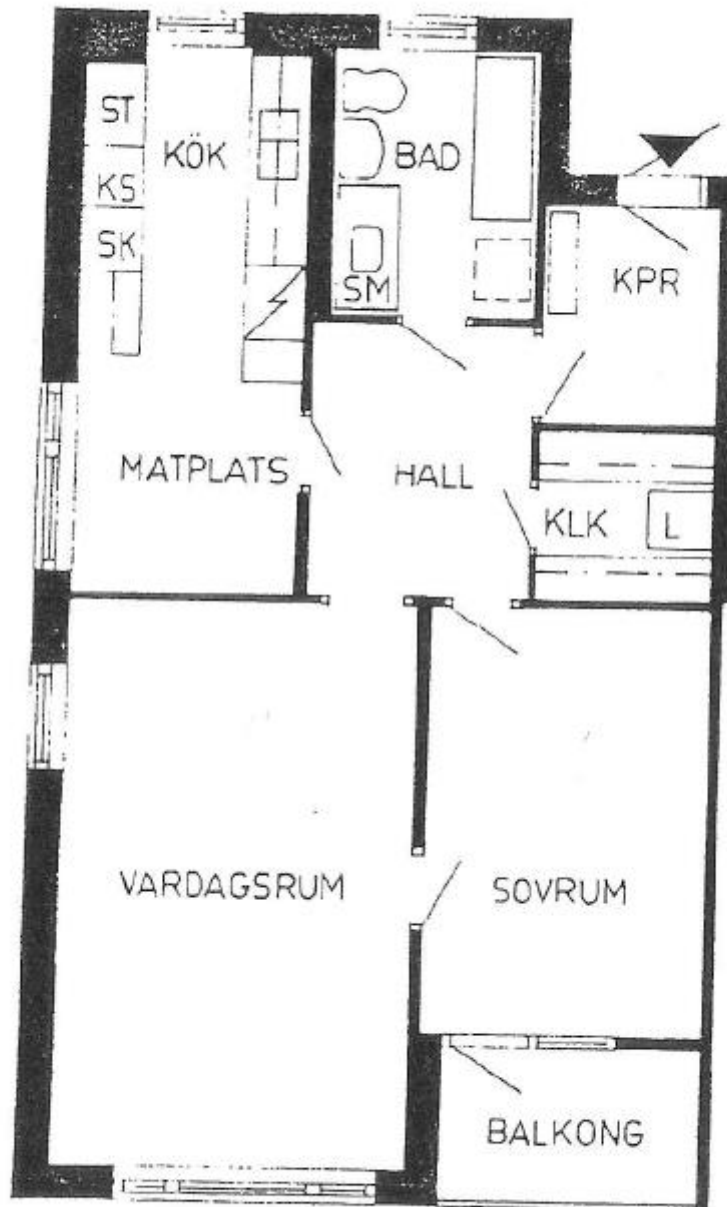 ST
KÖK
BAD
KS
SK
SM
KPR
MATPLATS
HALL
KLK
L
VARDAGSRUM
SOVRUM
BALKONG